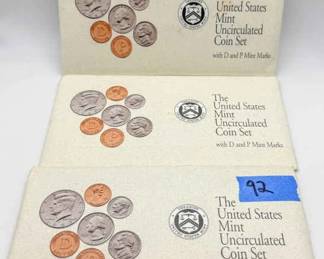 United States
Mint
Uncirculated
Coin Set
with D and P Mint Marks
D
P
The
United States
Mint
Uncirculated
Coin Set
with D and P Mint Marks
D
P
92
The
United States
Mint
Uncirculated
Coin Set
D